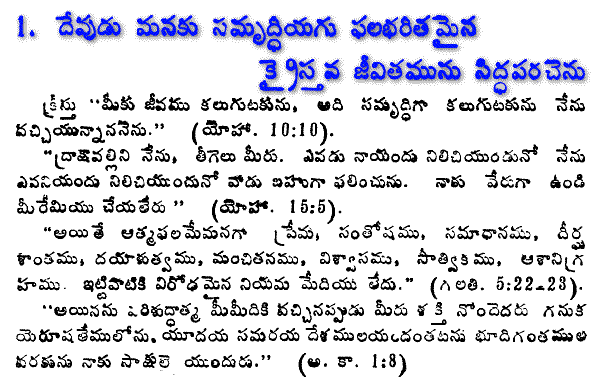 1. దేవుడు మనకు సమృద్ధియగు ఫలభరితమైన
క్రైస్తవ జీవితమును సిద్ధపరచెను
క్రీస్తు "మీకు జీవము కలుగుటకును, అది సమృద్ధిగా కలుగుటకును నేను
వచ్చియున్నాననెను." (యోహా. 10:10).
"ద్రాక్షావల్లిని నేను, తీగెలు మీరు. ఎవడు నాయందు నిలిచియుండునో నేను
ఎవనియందు నిలిచియుందునో వాడు బహుగా ఫలించును. నాకు వేరుగా ఉండి
మీరేమియు చేయలేరు" (యోహా. 15:5).
"అయితే ఆత్మఫలమేమనగా ప్రేమ, సంతోషము, సమాధానము, దీర్ఘ
శాంతము, దయాళుత్వము, మంచితనము, విశ్వాసము, సాత్వికము, ఆశానిగ్ర
హము. ఇట్టివాటికి విరోధమైన నియమ మేదియు లేదు." (గలతి. 5:22-23).
"అయినను పరిశుద్ధాత్మ మీమీదికి వచ్చినప్పుడు మీరు శక్తి నొందెదరు గనుక
యెరూషలేములోను, యూదయ సమరయ దేశములయందంతటను భూదిగంతముల
వరకును నాకు సాక్షులై యుందురు." (అ. కా. 1:8)